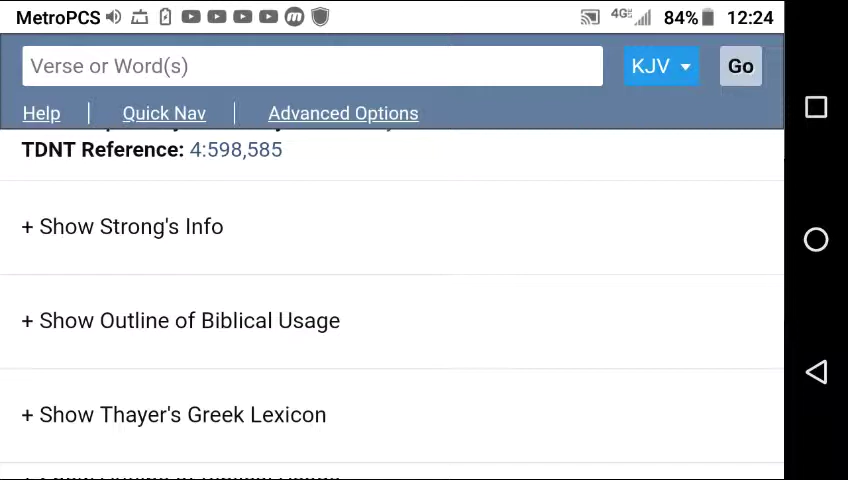 MetroPCS 4G 84% 12:24
Verse or Word(s) KJV Go
Help Quick Nav Advanced Options
TDNT Reference: 4:598,585
+ Show Strong's Info
+ Show Outline of Biblical Usage
+ Show Thayer's Greek Lexicon